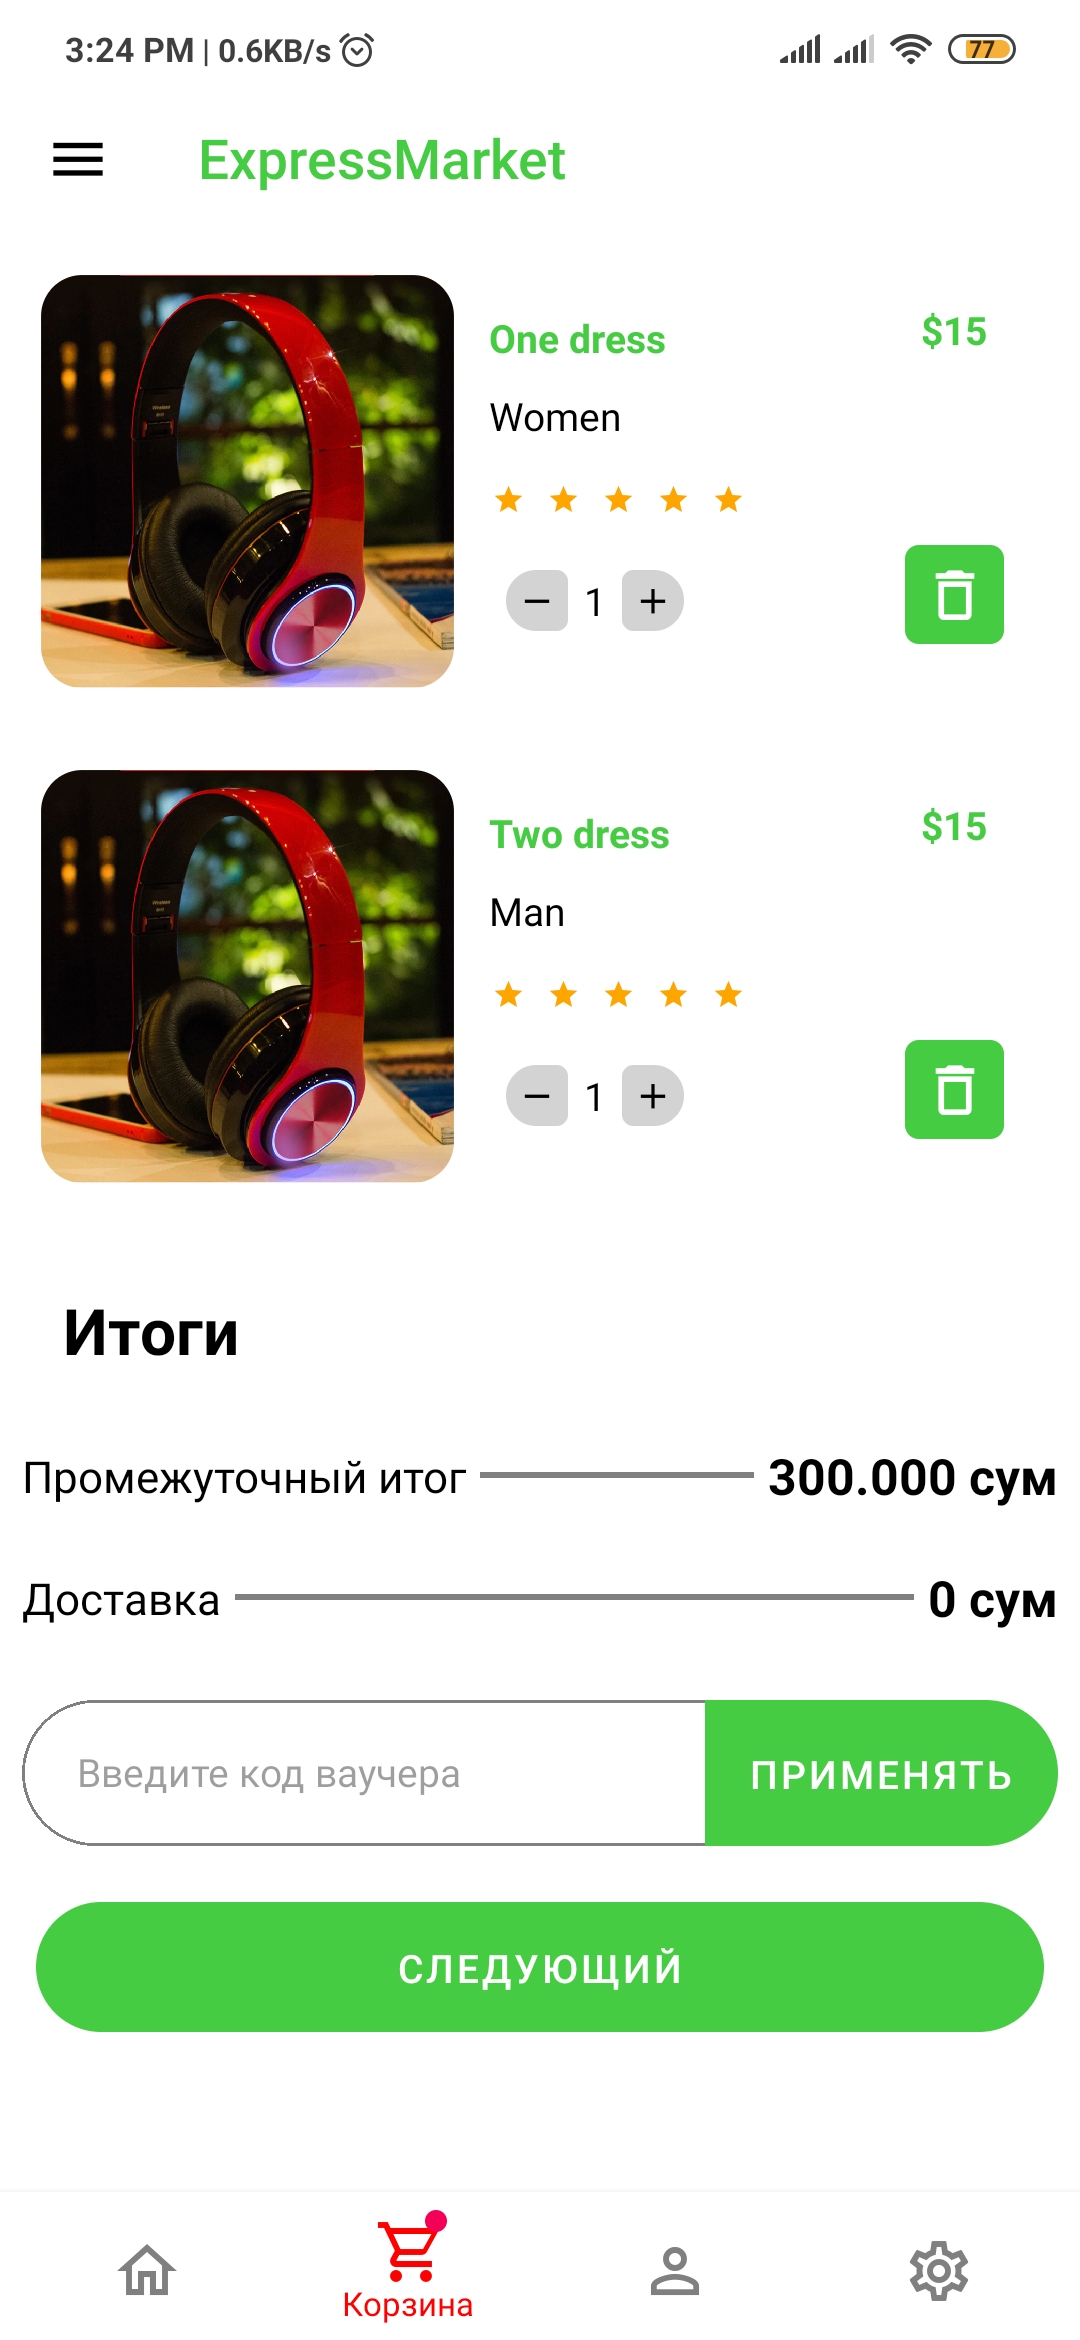 3:24 PM | 0.6KB/s
77
ExpressMarket
One dress
$15
Women
1
Two dress
$15
Man
1
Итоги
Промежуточный итог 300.000 сум
Доставка 0 сум
Введите код ваучера
ПРИМЕНЯТЬ
СЛЕДУЮЩИЙ
Корзина